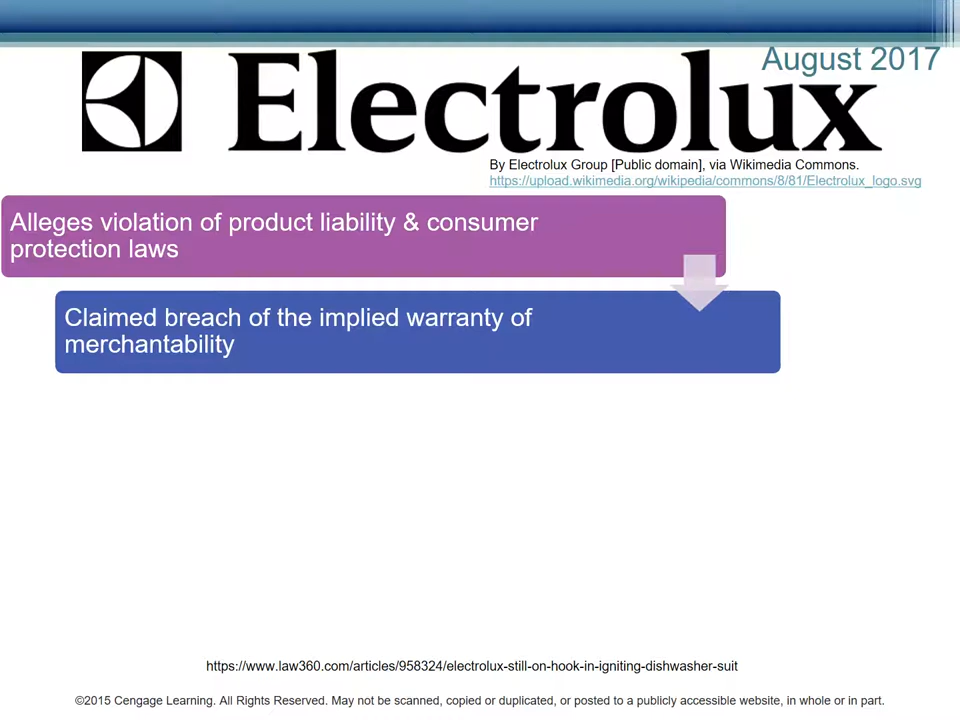 August 2017
Electrolux
By Electrolux Group [Public domain], via Wikimedia Commons.
https://upload.wikimedia.org/wikipedia/commons/8/81/Electrolux_logo.svg
Alleges violation of product liability & consumer
protection laws
Claimed breach of the implied warranty of
merchantability
https://www.law360.com/articles/958324/electrolux-still-on-hook-in-igniting-dishwasher-suit
©2015 Cengage Learning. All Rights Reserved. May not be scanned, copied or duplicated, or posted to a publicly accessible website, in whole or in part.